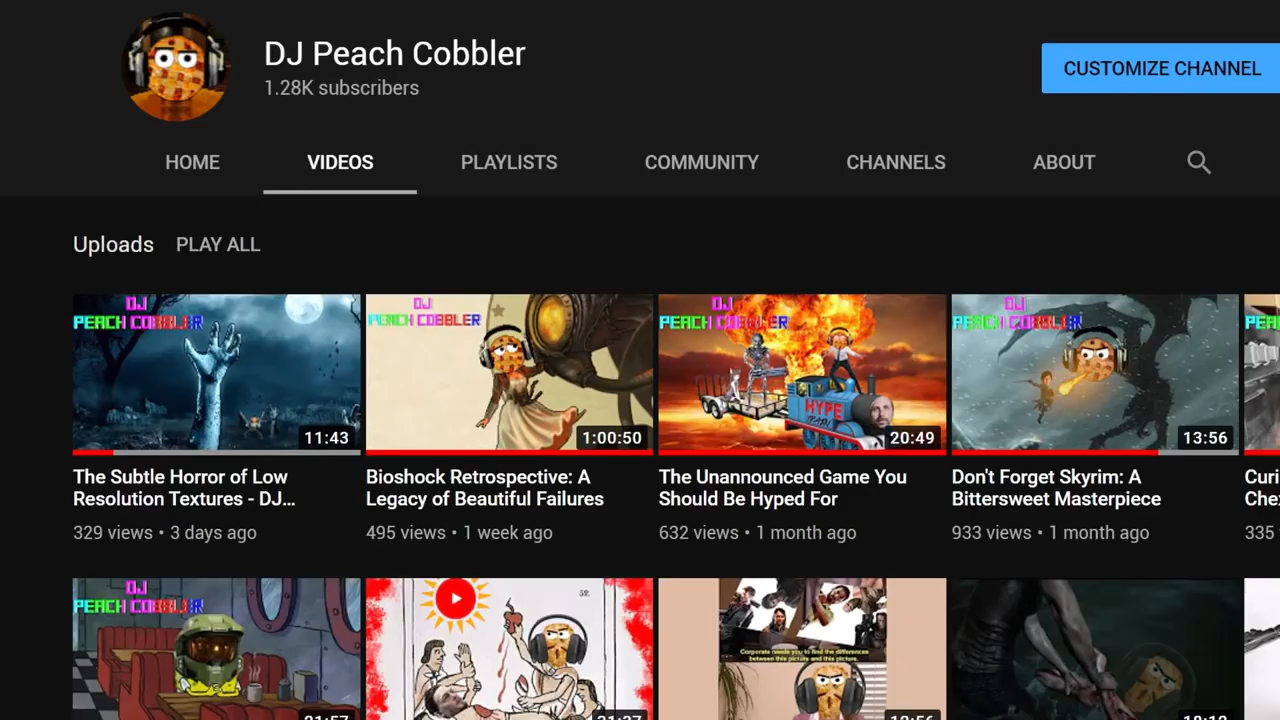 DJ Peach Cobbler
1.28K subscribers
CUSTOMIZE CHANNEL
HOME VIDEOS PLAYLISTS COMMUNITY CHANNELS ABOUT
Uploads PLAY ALL
DJ
PEACH COBBLER
11:43
DJ
PEACH COBBLER
1:00:50
DJ
PEACH COBBLER
HYPE
20:49
DJ
PEACH COBBLER
13:56
The Subtle Horror of Low
Resolution Textures - DJ...
329 views • 3 days ago
Bioshock Retrospective: A
Legacy of Beautiful Failures
495 views • 1 week ago
The Unannounced Game You
Should Be Hyped For
632 views • 1 month ago
Don't Forget Skyrim: A
Bittersweet Masterpiece
933 views • 1 month ago
Curi
Che
335
DJ
PEACH COBBLER
Corporate needs you to find the differences
between this picture and this picture.